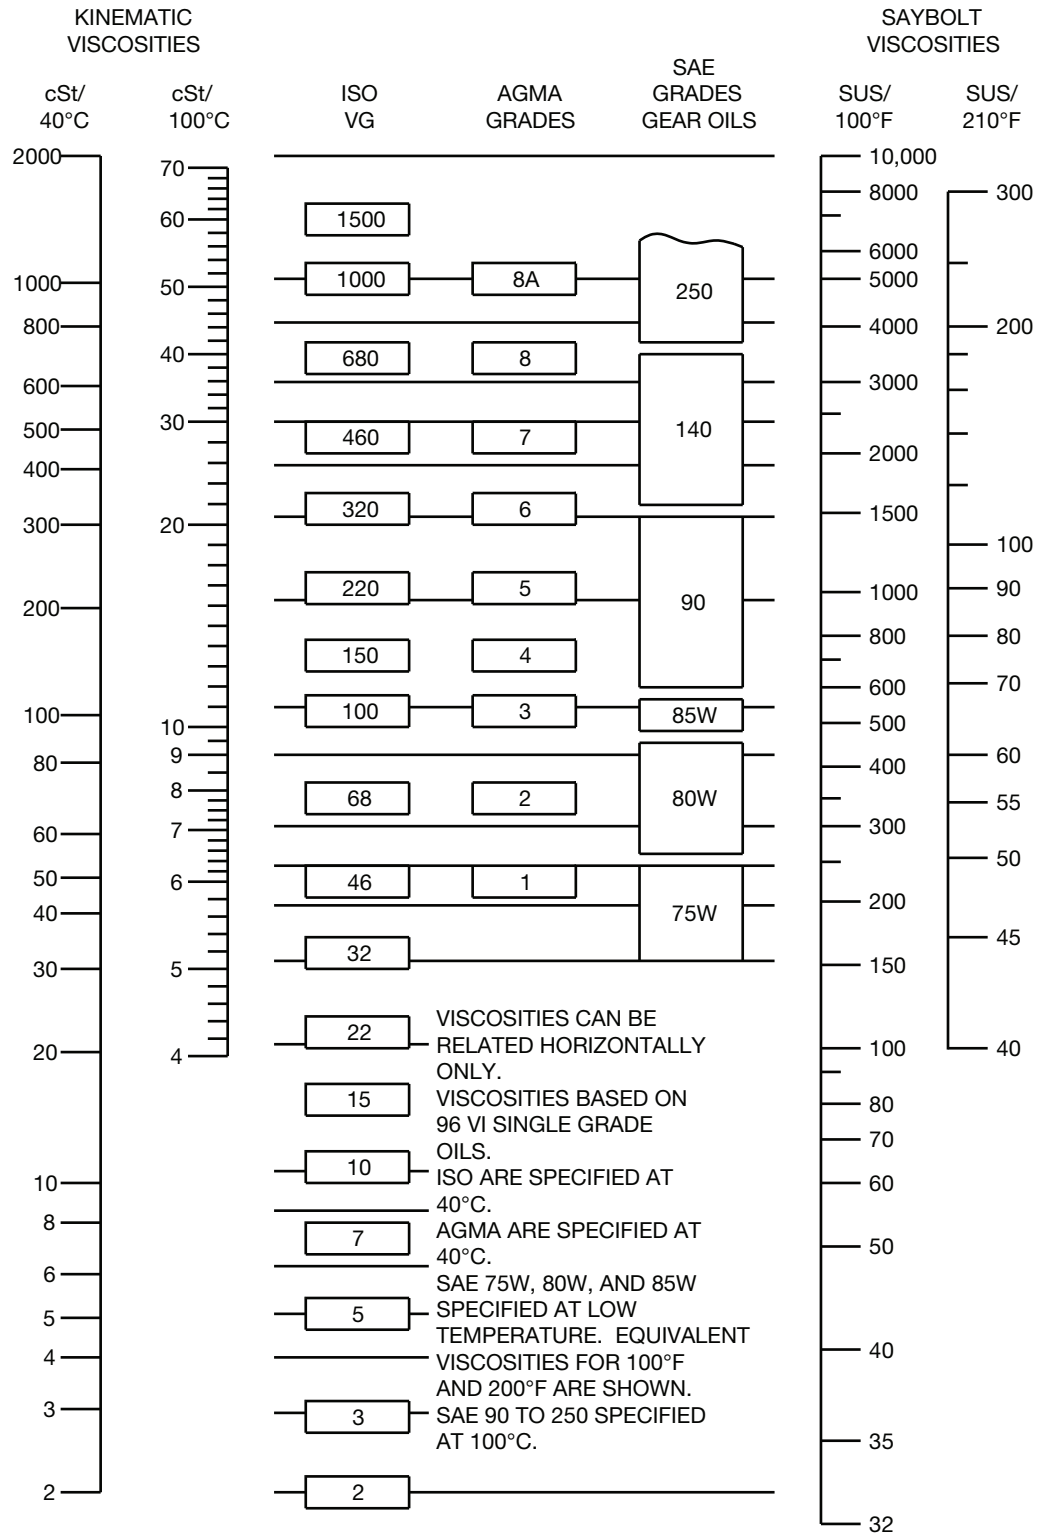 KINEMATIC
VISCOSITIES
SAYBOLT
VISCOSITIES
cSt/
40°C
cSt/
100°C
ISO
VG
AGMA
GRADES
SAE
GRADES
GEAR OILS
SUS/
100°F
SUS/
210°F
2000
1000
800
600
500
400
300
200
100
80
60
50
40
30
20
10
8
6
5
4
3
2
70
60
50
40
30
20
10
9
8
7
6
5
4
1500
1000
680
460
320
220
150
100
68
46
32
22
15
10
7
5
3
2
8A
8
7
6
5
4
3
2
1
250
140
90
85W
80W
75W
VISCOSITIES CAN BE
RELATED HORIZONTALLY
ONLY.
VISCOSITIES BASED ON
96 VI SINGLE GRADE
OILS.
ISO ARE SPECIFIED AT
40°C.
AGMA ARE SPECIFIED AT
40°C.
SAE 75W, 80W, AND 85W
SPECIFIED AT LOW
TEMPERATURE. EQUIVALENT
VISCOSITIES FOR 100°F
AND 200°F ARE SHOWN.
SAE 90 TO 250 SPECIFIED
AT 100°C.
10,000
8000
6000
5000
4000
3000
2000
1500
1000
800
600
500
400
300
200
150
100
80
70
60
50
40
35
32
300
200
100
90
80
70
60
55
50
45
40